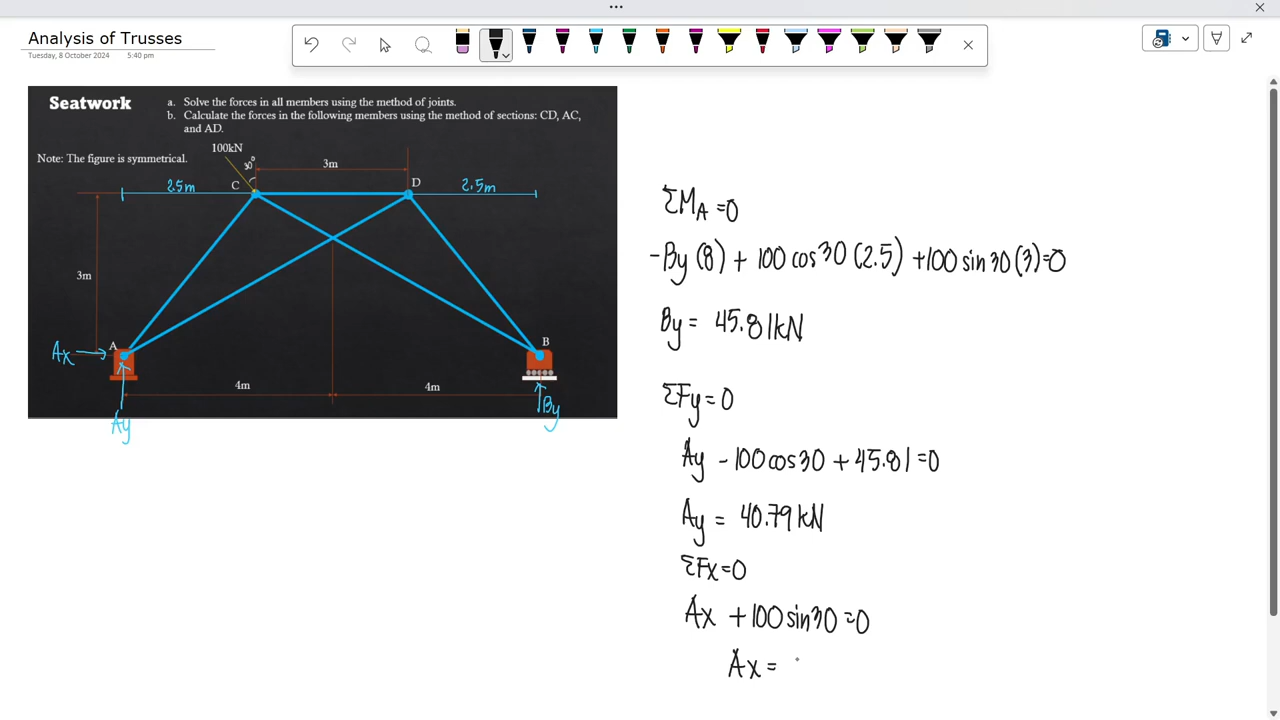 Analysis of Trusses
Tuesday, 8 October 2024 5:40 pm
Seatwork
a. Solve the forces in all members using the method of joints.
b. Calculate the forces in the following members using the method of sections: CD, AC,
and AD.
Note: The figure is symmetrical.
100kN
30°
3m
C
D
2.5m
2.5m
3m
A
B
Ax
4m
4m
Ay
By
ΣMA = 0
-By (8) + 100 cos 30 (2.5) + 100 sin 30 (3) = 0
By = 45.81kN
ΣFy = 0
Ay - 100 cos 30 + 45.81 = 0
Ay = 40.79 kN
ΣFx = 0
Ax + 100 sin 30 = 0
Ax =